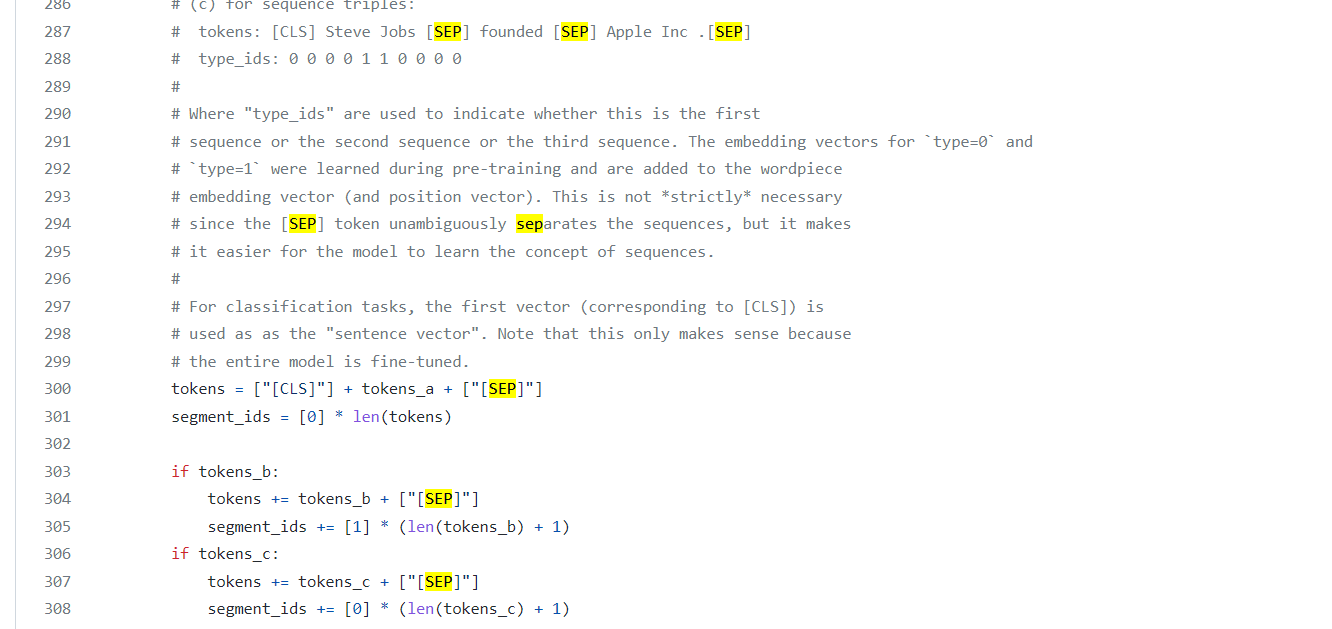 286 # (c) for sequence triples:
287 #  tokens: [CLS] Steve Jobs [SEP] founded [SEP] Apple Inc .[SEP]
288 #  type_ids: 0 0 0 0 1 1 0 0 0 0
289 #
290 # Where "type_ids" are used to indicate whether this is the first
291 # sequence or the second sequence or the third sequence. The embedding vectors for `type=0` and
292 # `type=1` were learned during pre-training and are added to the wordpiece
293 # embedding vector (and position vector). This is not *strictly* necessary
294 # since the [SEP] token unambiguously separates the sequences, but it makes
295 # it easier for the model to learn the concept of sequences.
296 #
297 # For classification tasks, the first vector (corresponding to [CLS]) is
298 # used as as the "sentence vector". Note that this only makes sense because
299 # the entire model is fine-tuned.
300 tokens = ["[CLS]"] + tokens_a + ["[SEP]"]
301 segment_ids = [0] * len(tokens)
302
303 if tokens_b:
304     tokens += tokens_b + ["[SEP]"]
305     segment_ids += [1] * (len(tokens_b) + 1)
306 if tokens_c:
307     tokens += tokens_c + ["[SEP]"]
308     segment_ids += [0] * (len(tokens_c) + 1)